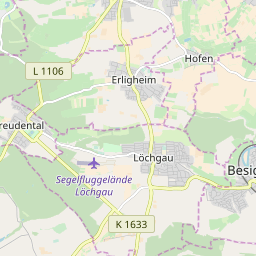 Hofen
L 1106
Erligheim
reudental
Löchgau
Besig
Segelfluggelände
Löchgau
K 1633